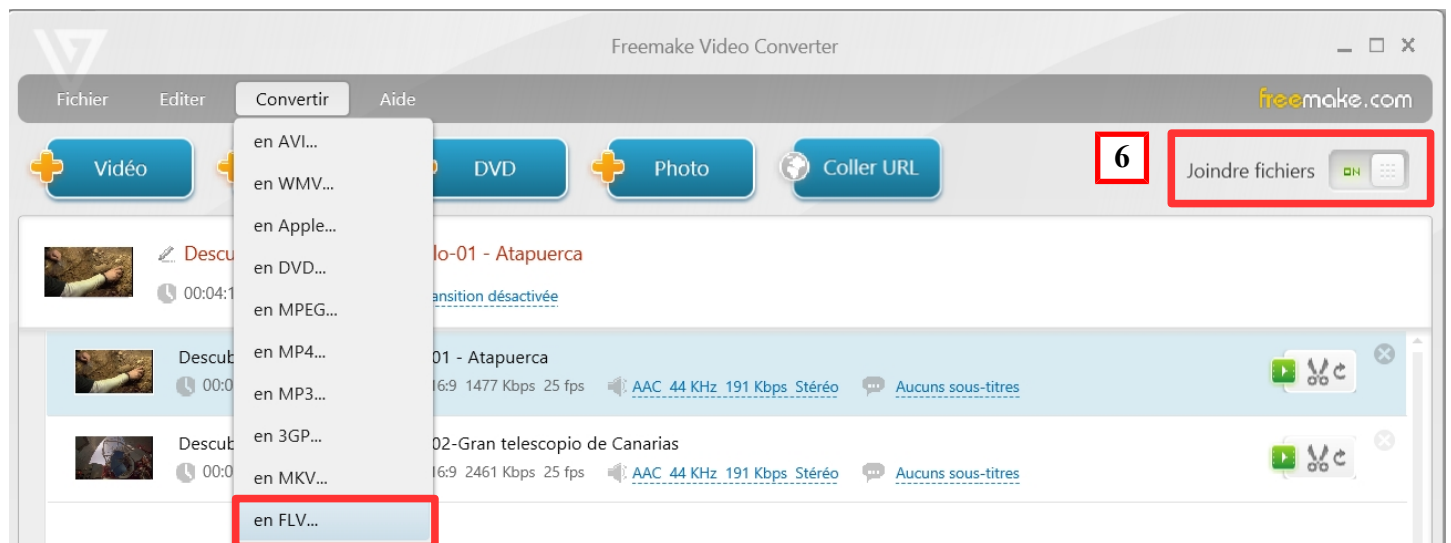 Freemake Video Converter
Fichier Editer Convertir Aide
freemake.com
Vidéo DVD Photo Coller URL
6
Joindre fichiers ON
en AVI...
en WMV...
en Apple...
en DVD...
en MPEG...
en MP4...
en MP3...
en 3GP...
en MKV...
en FLV...
Descu lo-01 - Atapuerca
00:04:1 ansition désactivée
Descub 01 - Atapuerca
00:0 16:9 1477 Kbps 25 fps AAC 44 KHz 191 Kbps Stéréo Aucuns sous-titres
Descub 02-Gran telescopio de Canarias
00:0 16:9 2461 Kbps 25 fps AAC 44 KHz 191 Kbps Stéréo Aucuns sous-titres